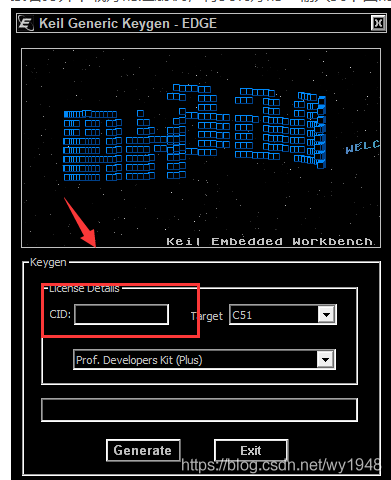 Keil Generic Keygen - EDGE
WELC
Keil Embedded Workbench
Keygen
License Details
CID:
Target
C51
Prof. Developers Kit (Plus)
Generate
Exit
https://blog.csdn.net/wy1948